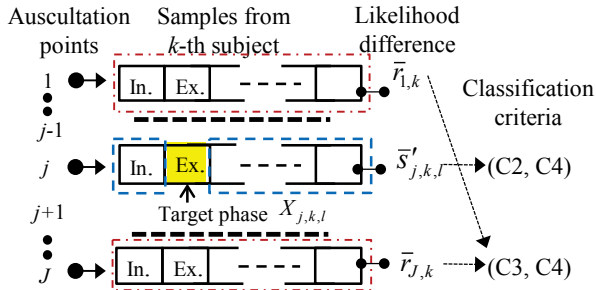 Auscultation points
Samples from k-th subject
Likelihood difference
Classification criteria
1
In. Ex.
r̄1,k
j-1
j
In. Ex.
s̄′j,k,l
(C2, C4)
Target phase Xj,k,l
j+1
J
In. Ex.
r̄J,k
(C3, C4)